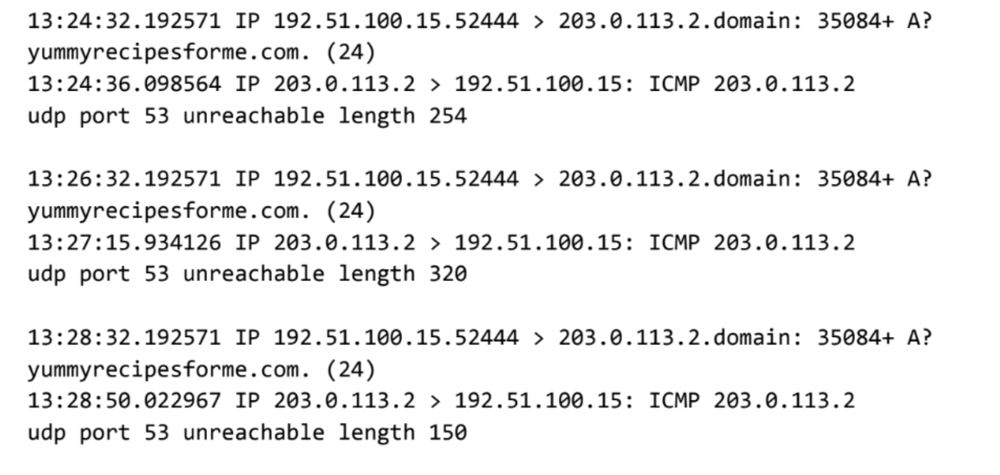 13:24:32.192571 IP 192.51.100.15.52444 > 203.0.113.2.domain: 35084+ A?
yummyrecipesforme.com. (24)
13:24:36.098564 IP 203.0.113.2 > 192.51.100.15: ICMP 203.0.113.2
udp port 53 unreachable length 254
13:26:32.192571 IP 192.51.100.15.52444 > 203.0.113.2.domain: 35084+ A?
yummyrecipesforme.com. (24)
13:27:15.934126 IP 203.0.113.2 > 192.51.100.15: ICMP 203.0.113.2
udp port 53 unreachable length 320
13:28:32.192571 IP 192.51.100.15.52444 > 203.0.113.2.domain: 35084+ A?
yummyrecipesforme.com. (24)
13:28:50.022967 IP 203.0.113.2 > 192.51.100.15: ICMP 203.0.113.2
udp port 53 unreachable length 150